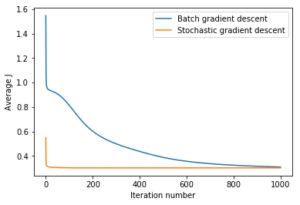 1.6
1.4
1.2
1.0
0.8
0.6
0.4
Average J
Batch gradient descent
Stochastic gradient descent
0 200 400 600 800 1000
Iteration number